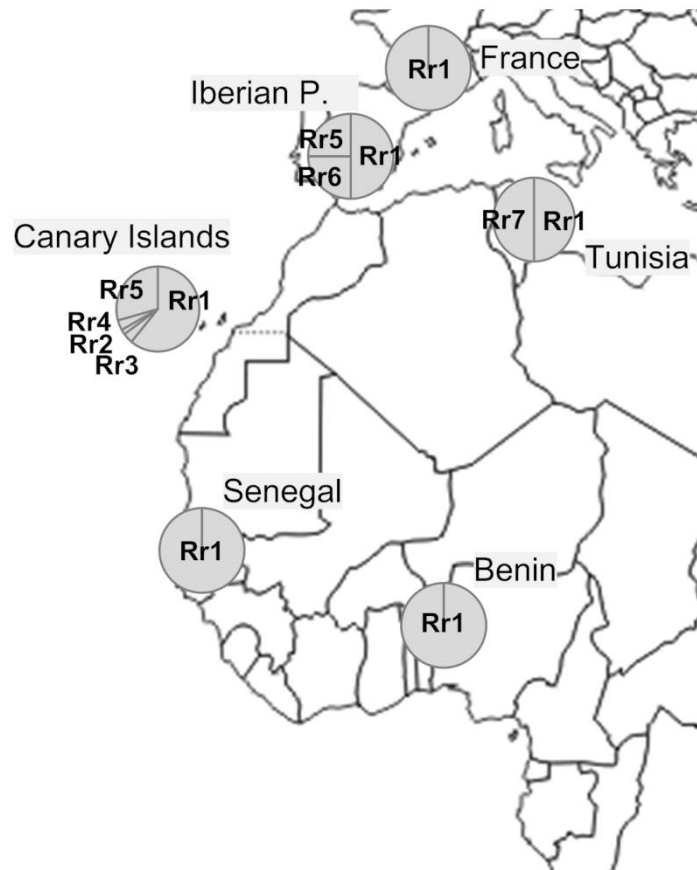 France
Rr1
Iberian P.
Rr5
Rr1
Rr6
Rr7
Rr1
Tunisia
Canary Islands
Rr5
Rr1
Rr4
Rr2
Rr3
Senegal
Rr1
Benin
Rr1